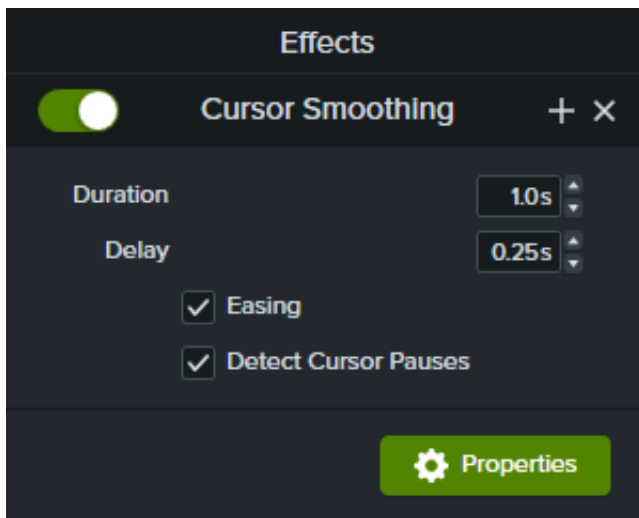 Effects
Cursor Smoothing
Duration 1.0s
Delay 0.25s
Easing
Detect Cursor Pauses
Properties